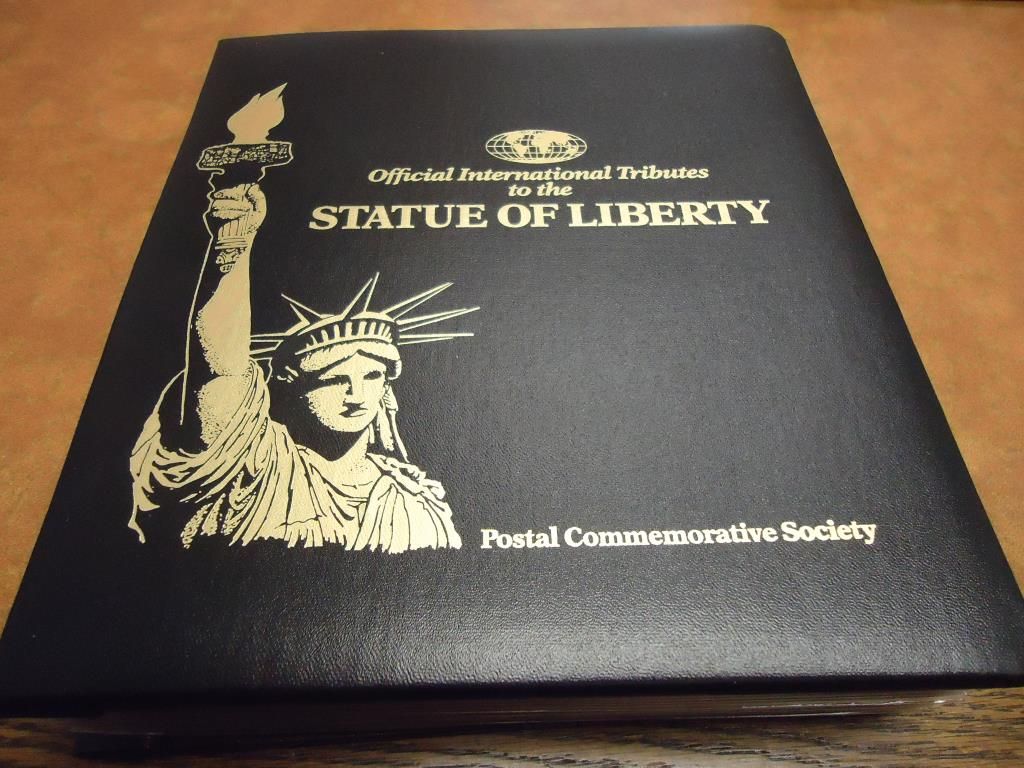 Official International Tributes
to the
STATUE OF LIBERTY
Postal Commemorative Society